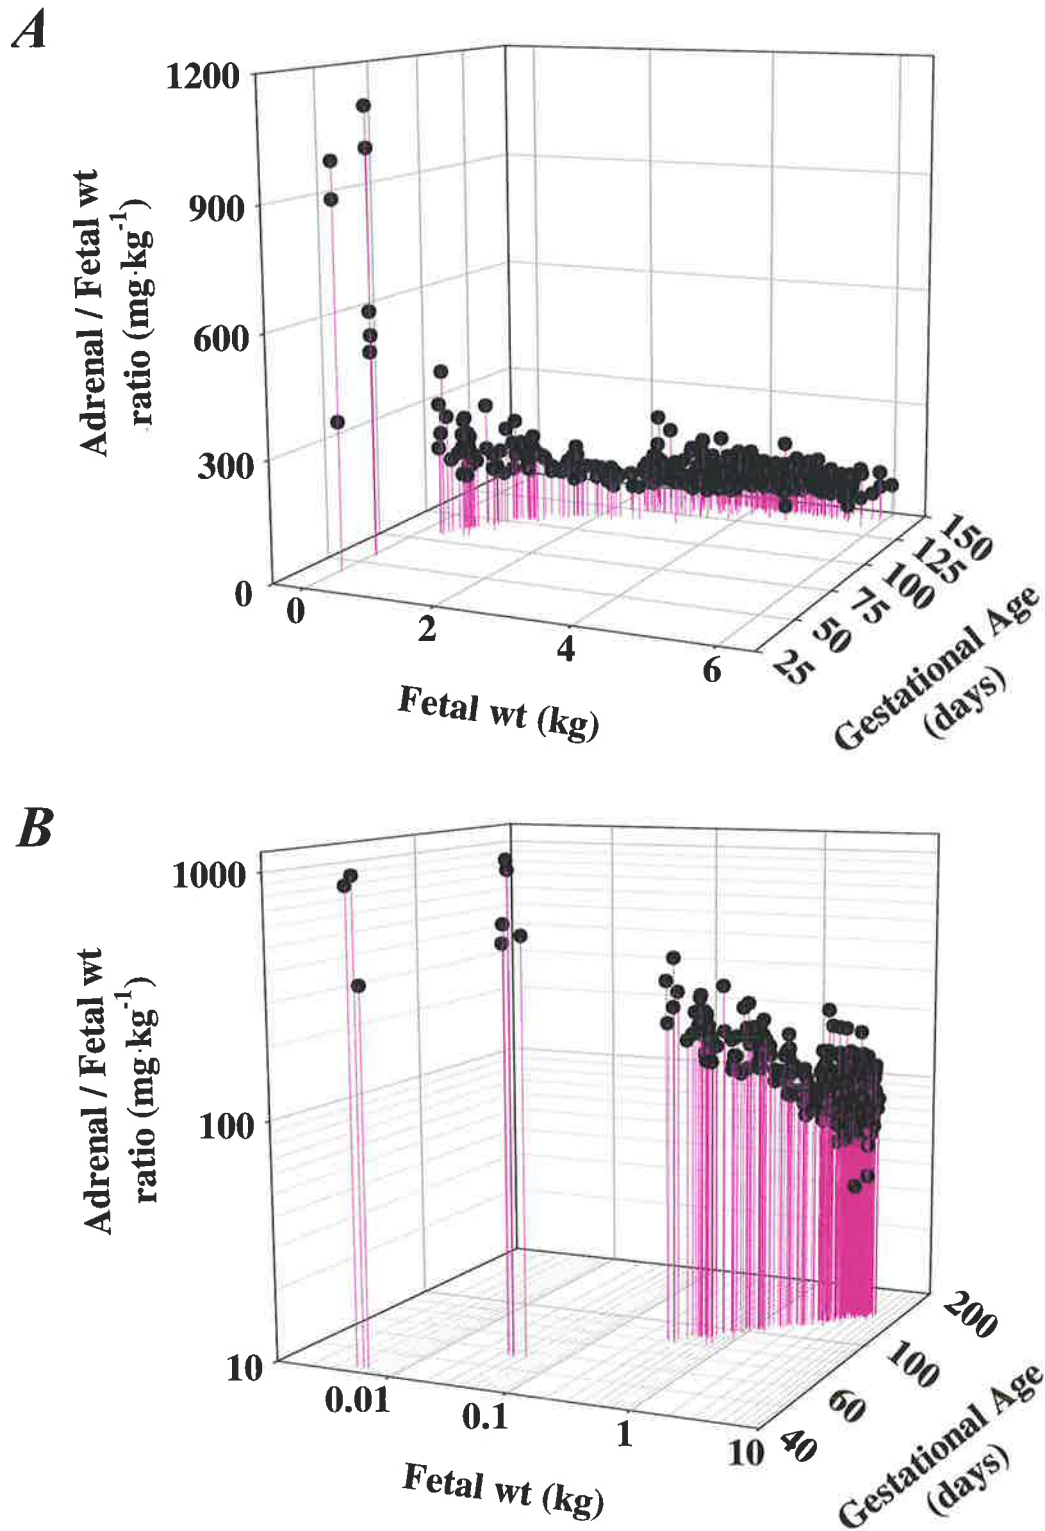 A
1200
900
600
300
0
Adrenal / Fetal wt
ratio (mg·kg-1)
0
2
4
6
Fetal wt (kg)
25
50
75
100
125
150
Gestational Age
(days)
B
1000
100
10
Adrenal / Fetal wt
ratio (mg·kg-1)
0.01
0.1
1
10
Fetal wt (kg)
40
60
100
200
Gestational Age
(days)